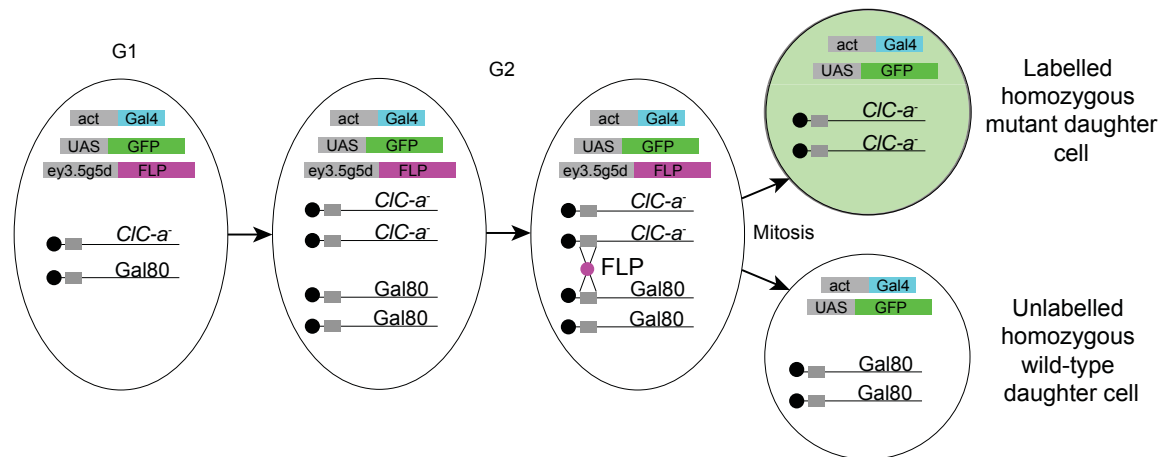 G1
act Gal4
UAS GFP
ey3.5g5d FLP
ClC-a-
Gal80
G2
act Gal4
UAS GFP
ey3.5g5d FLP
ClC-a-
ClC-a-
Gal80
Gal80
act Gal4
UAS GFP
ey3.5g5d FLP
ClC-a-
ClC-a-
FLP
Gal80
Gal80
Mitosis
act Gal4
UAS GFP
ClC-a-
ClC-a-
Labelled
homozygous
mutant daughter
cell
act Gal4
UAS GFP
Gal80
Gal80
Unlabelled
homozygous
wild-type
daughter cell